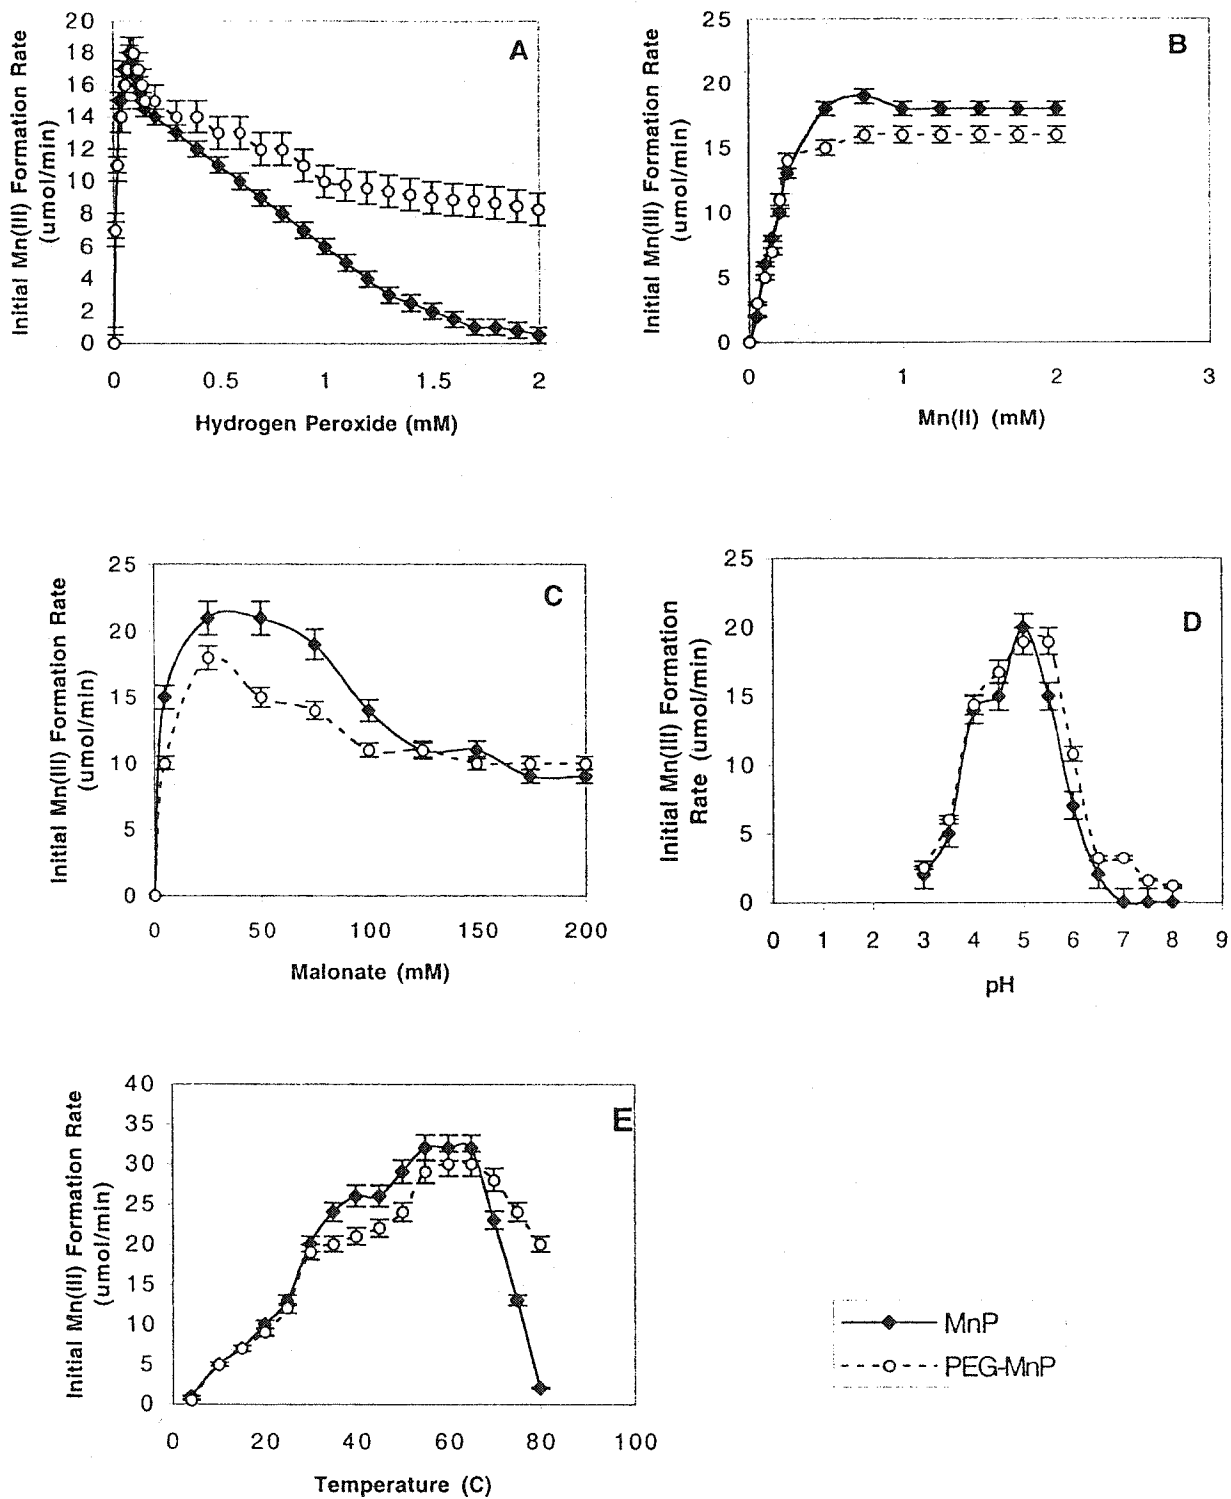 A
Initial Mn(III) Formation Rate
(umol/min)
20
18
16
14
12
10
8
6
4
2
0
0 0.5 1 1.5 2
Hydrogen Peroxide (mM)
B
Initial Mn(III) Formation Rate
(umol/min)
25
20
15
10
5
0
0 1 2 3
Mn(II) (mM)
C
Initial Mn(III) Formation Rate
(umol/min)
25
20
15
10
5
0
0 50 100 150 200
Malonate (mM)
D
Initial Mn(III) Formation
Rate (umol/min)
25
20
15
10
5
0
0 1 2 3 4 5 6 7 8 9
pH
E
Initial Mn(III) Formation Rate
(umol/min)
40
35
30
25
20
15
10
5
0
0 20 40 60 80 100
Temperature (C)
MnP
PEG-MnP